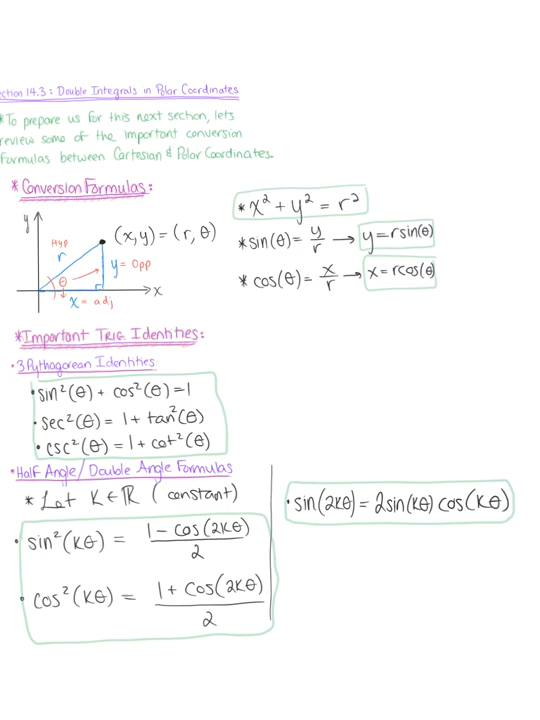 ection 14.3: Double Integrals in Polar Coordinates
*To prepare us for this next section, lets
review some of the important conversion
Formulas between Cartesian & Polar Coordinates.
*Conversion Formulas:
y
Hyp
r
θ
(x,y) = (r, θ)
y = Opp
x
x = adj
*x² + y² = r²
*sin(θ) = y/r → y=rsin(θ)
*cos(θ) = x/r → x=rcos(θ)
*Important TRIG Identities:
•3 Pythagorean Identities
•sin²(θ) + cos²(θ) = 1
•sec²(θ) = 1 + tan²(θ)
•csc²(θ) = 1 + cot²(θ)
•Half Angle/Double Angle Formulas
*Let K∈ℝ (constant)
•sin²(Kθ) = (1 - cos(2Kθ))/2
•cos²(Kθ) = (1 + cos(2Kθ))/2
•sin(2Kθ) = 2sin(Kθ)cos(Kθ)